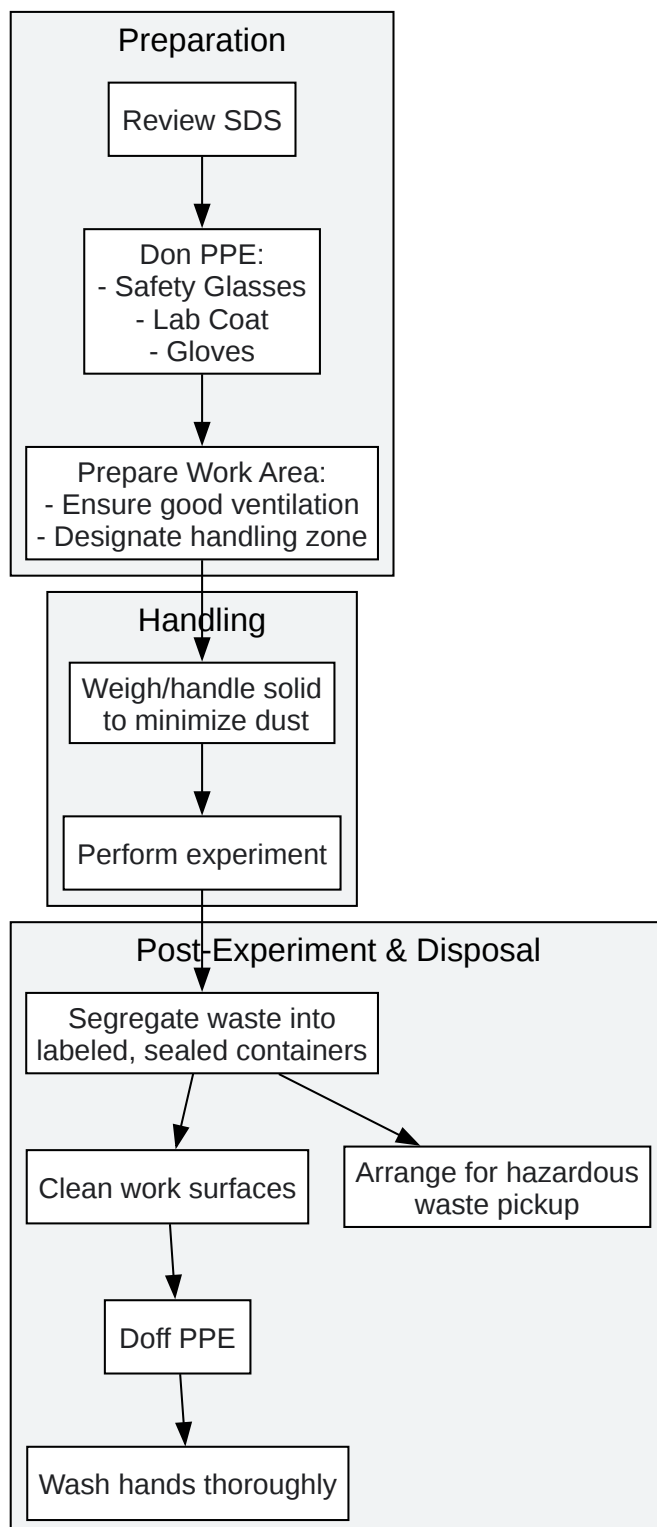 Preparation
Review SDS
Don PPE:
- Safety Glasses
- Lab Coat
- Gloves
Prepare Work Area:
- Ensure good ventilation
- Designate handling zone
Handling
Weigh/handle solid
to minimize dust
Perform experiment
Post-Experiment & Disposal
Segregate waste into
labeled, sealed containers
Clean work surfaces
Arrange for hazardous
waste pickup
Doff PPE
Wash hands thoroughly